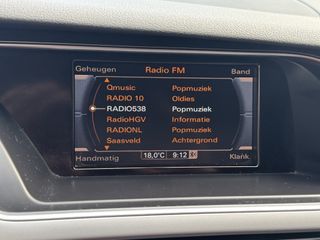 Geheugen Radio FM Band
Qmusic Popmuziek
RADIO 10 Oldies
RADIO538 Popmuziek
RadioHGV Informatie
RADIONL Popmuziek
Saasveld Achtergrond
Handmatig 18,0°C 9:12 Klank